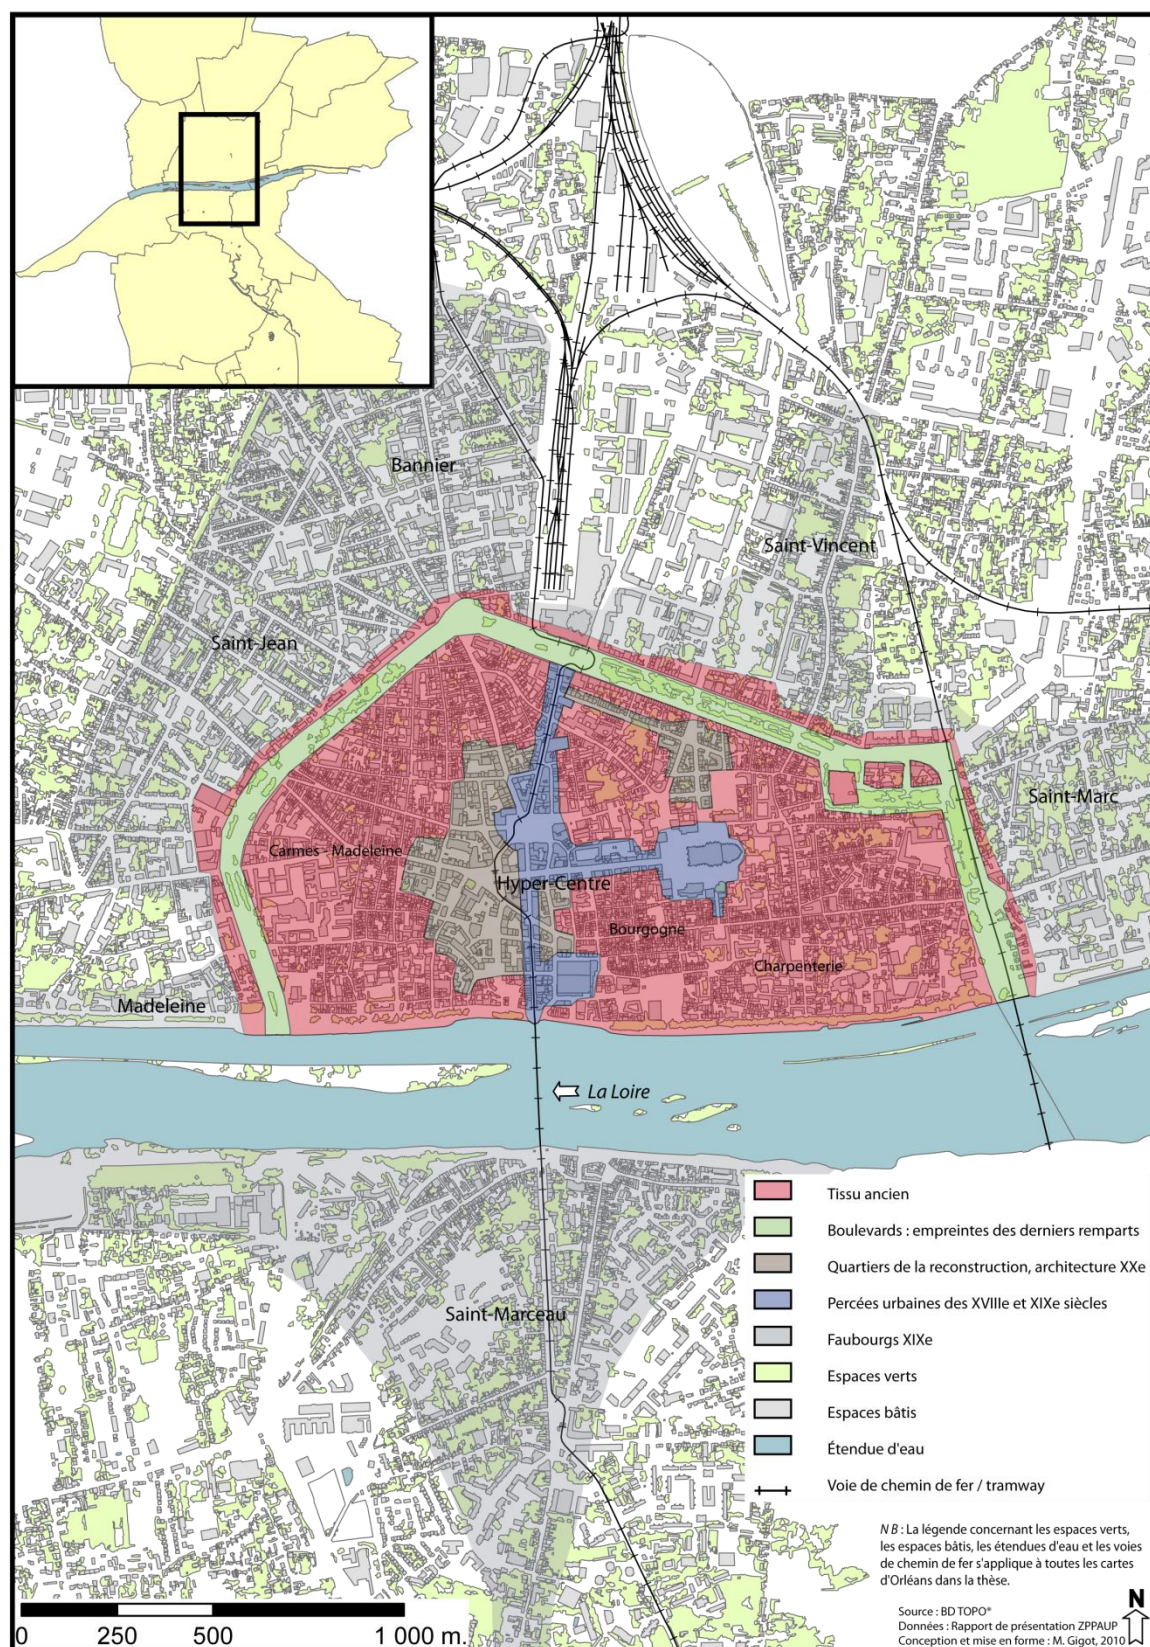 Bannier
Saint-Vincent
Saint-Jean
Saint-Marc
Carmes - Madeleine
Hyper-Centre
Bourgogne
Charpenterie
Madeleine
La Loire
Saint-Marceau
Tissu ancien
Boulevards : empreintes des derniers remparts
Quartiers de la reconstruction, architecture XXe
Percées urbaines des XVIIIe et XIXe siècles
Faubourgs XIXe
Espaces verts
Espaces bâtis
Étendue d'eau
Voie de chemin de fer / tramway
N B : La légende concernant les espaces verts,
les espaces bâtis, les étendues d'eau et les voies
de chemin de fer s'applique à toutes les cartes
d'Orléans dans la thèse.
N
Source : BD TOPO®
Données : Rapport de présentation ZPPAUP
Conception et mise en forme : M. Gigot, 2010
0 250 500 1 000 m.